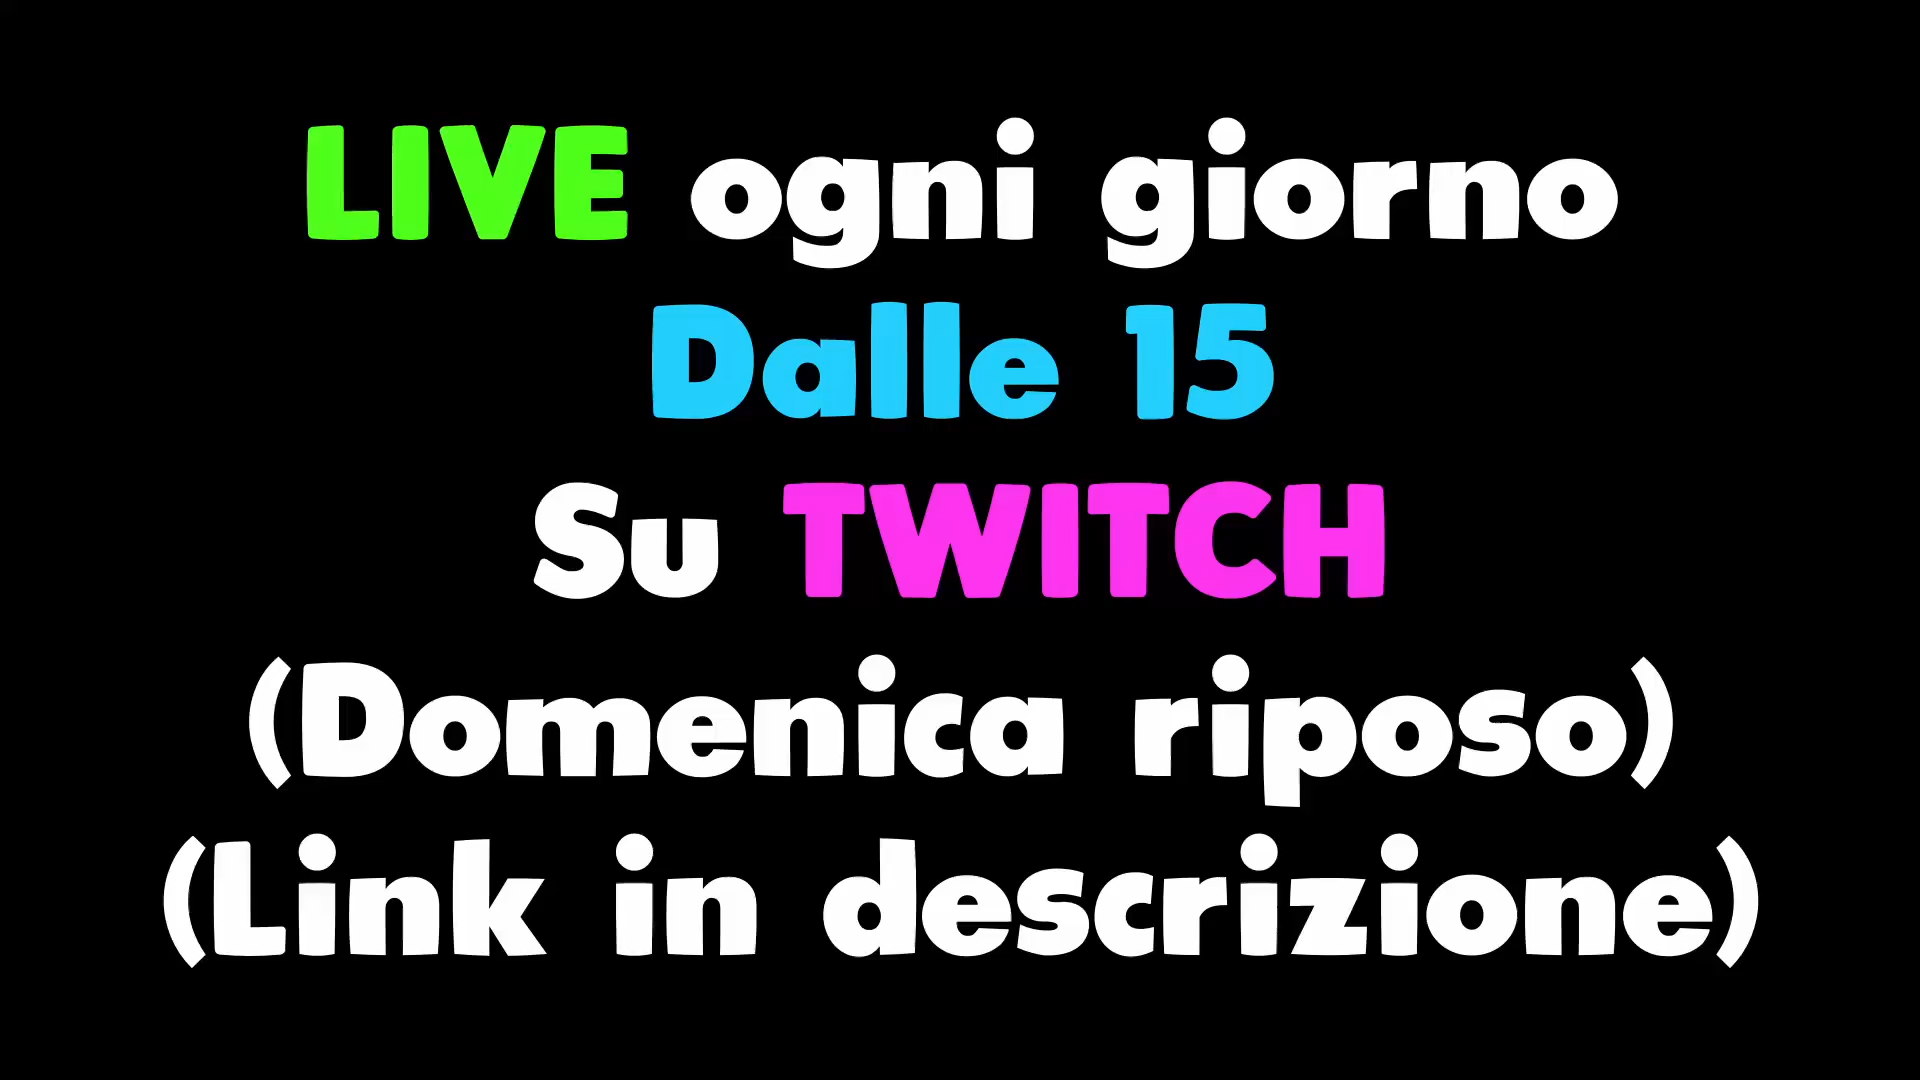 LIVE ogni giorno
Dalle 15
Su TWITCH
(Domenica riposo)
(Link in descrizione)